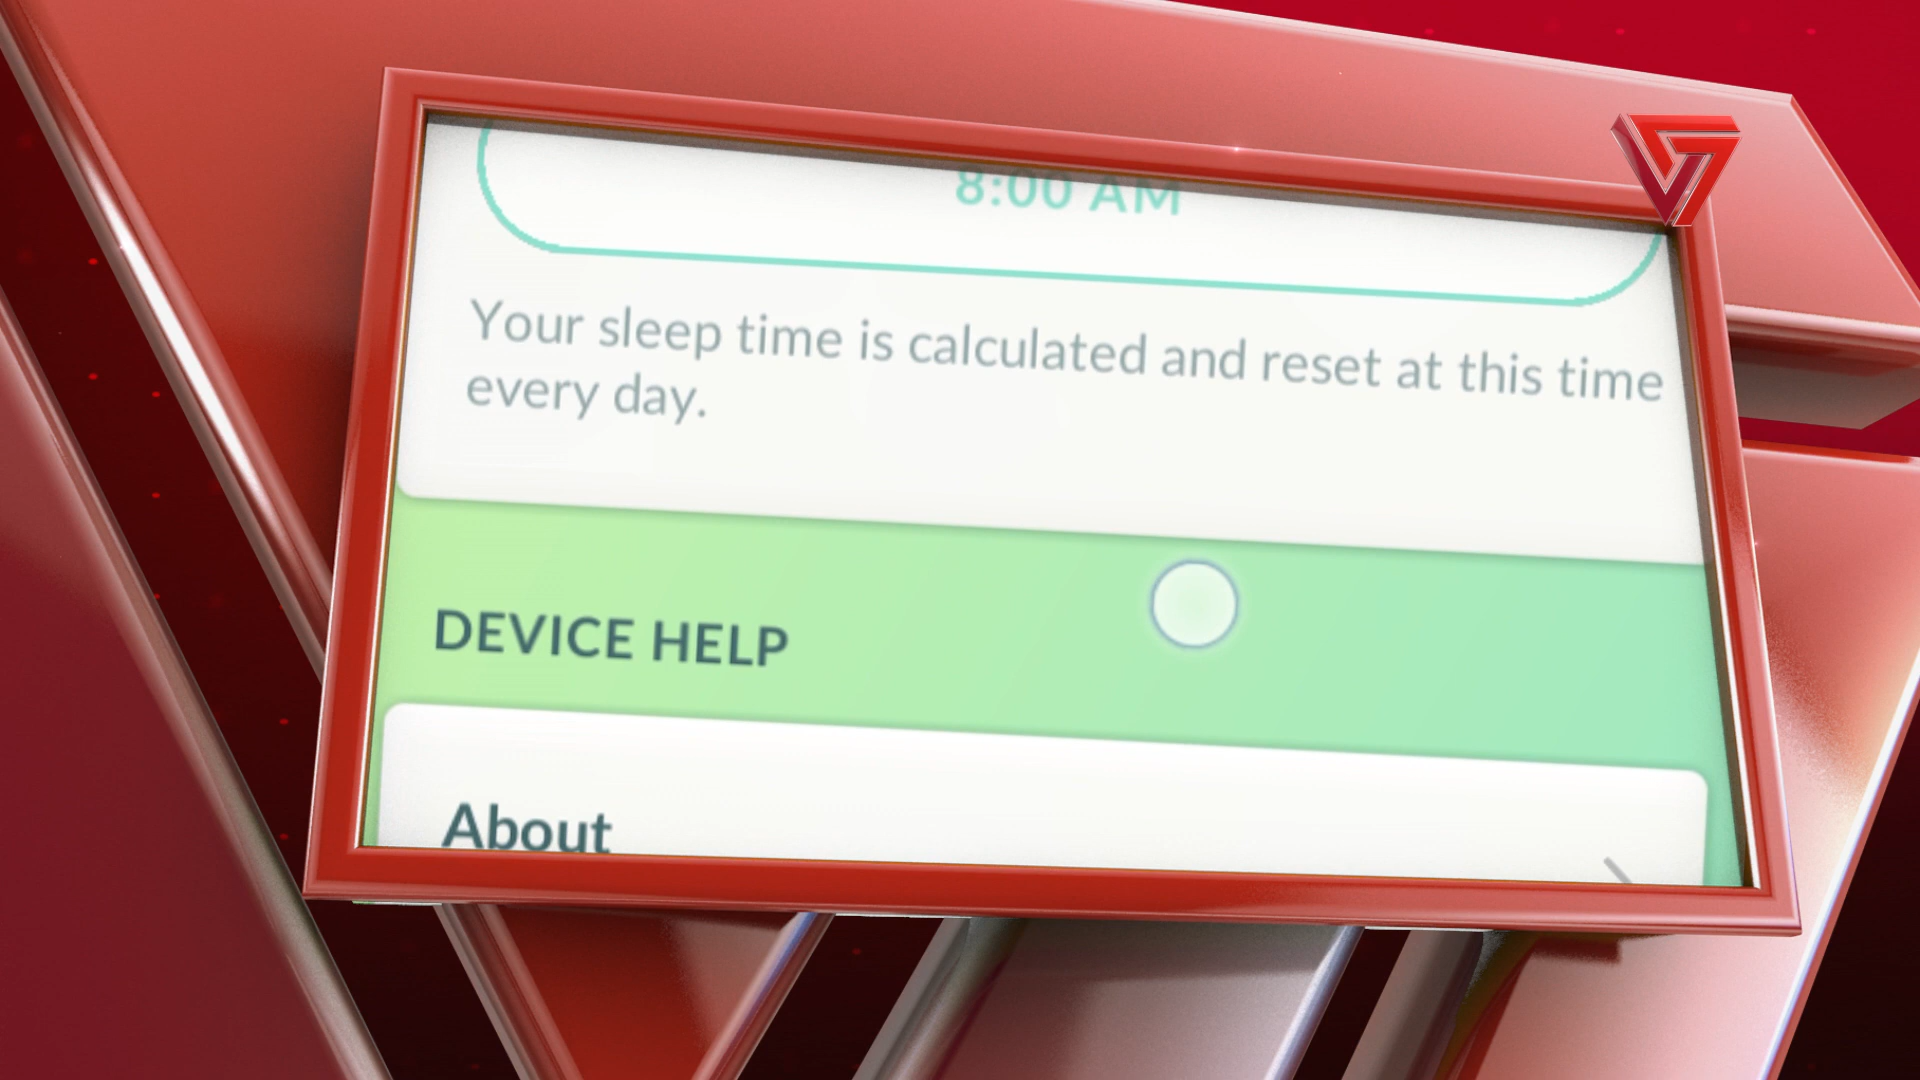 8:00 AM
Your sleep time is calculated and reset at this time
every day.
DEVICE HELP
About